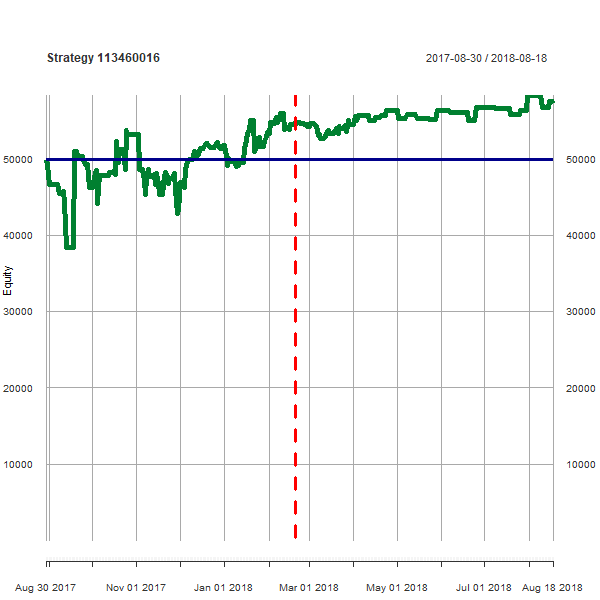 Strategy 113460016
2017-08-30 / 2018-08-18
50000
50000
40000
40000
Equity
30000
30000
20000
20000
10000
10000
Aug 30 2017
Nov 01 2017
Jan 01 2018
Mar 01 2018
May 01 2018
Jul 01 2018
Aug 18 2018